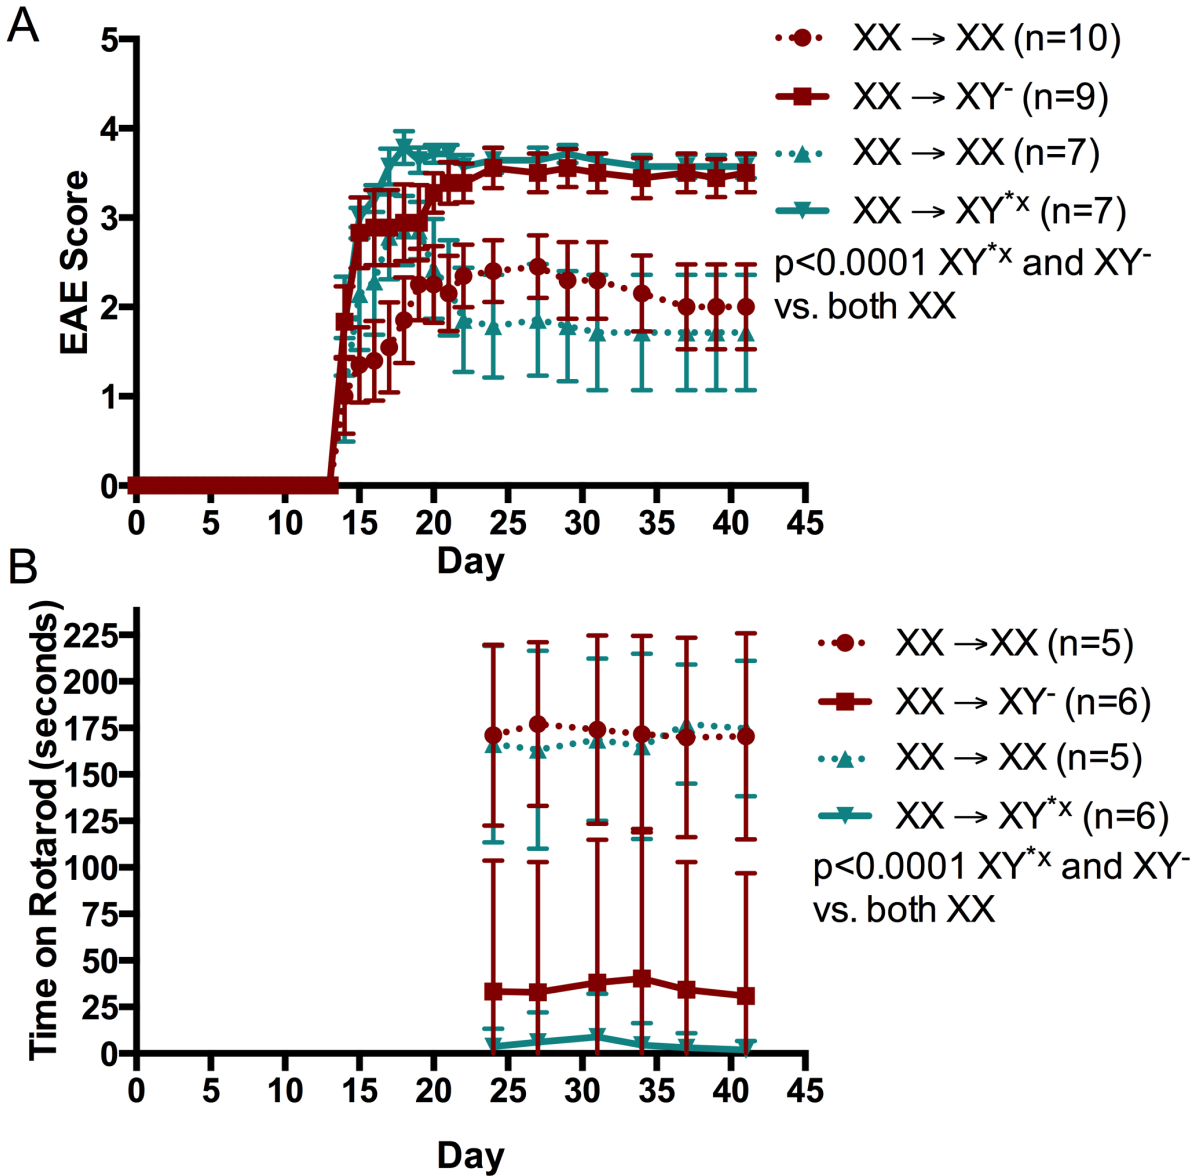 A
5
4
3
2
1
0
EAE Score
0 5 10 15 20 25 30 35 40 45
Day
XX → XX (n=10)
XX → XY⁻ (n=9)
XX → XX (n=7)
XX → XY*ˣ (n=7)
p<0.0001 XY*ˣ and XY⁻
vs. both XX
B
225
200
175
150
125
100
75
50
25
0
Time on Rotarod (seconds)
0 5 10 15 20 25 30 35 40 45
Day
XX →XX (n=5)
XX → XY⁻ (n=6)
XX → XX (n=5)
XX → XY*ˣ (n=6)
p<0.0001 XY*ˣ and XY⁻
vs. both XX